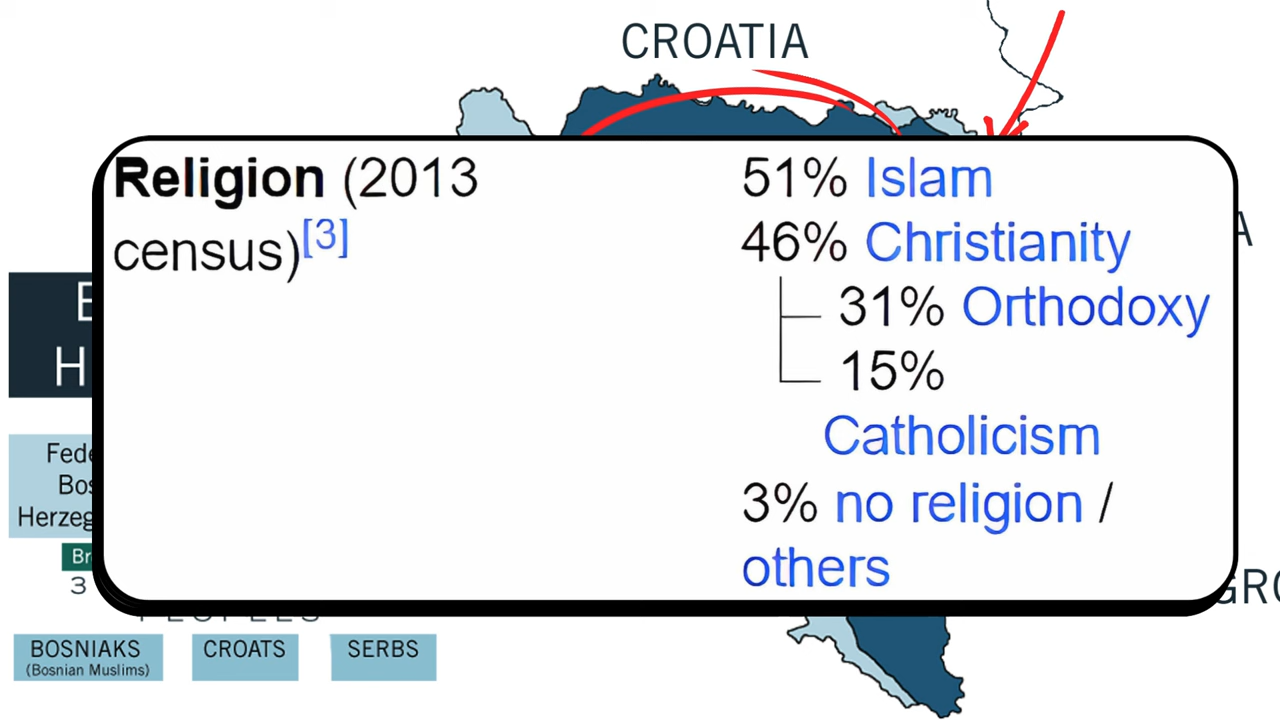 CROATIA
Religion (2013
census)[3]
51% Islam
46% Christianity
31% Orthodoxy
15%
Catholicism
3% no religion /
others
3
BOSNIAKS
(Bosnian Muslims)
CROATS
SERBS